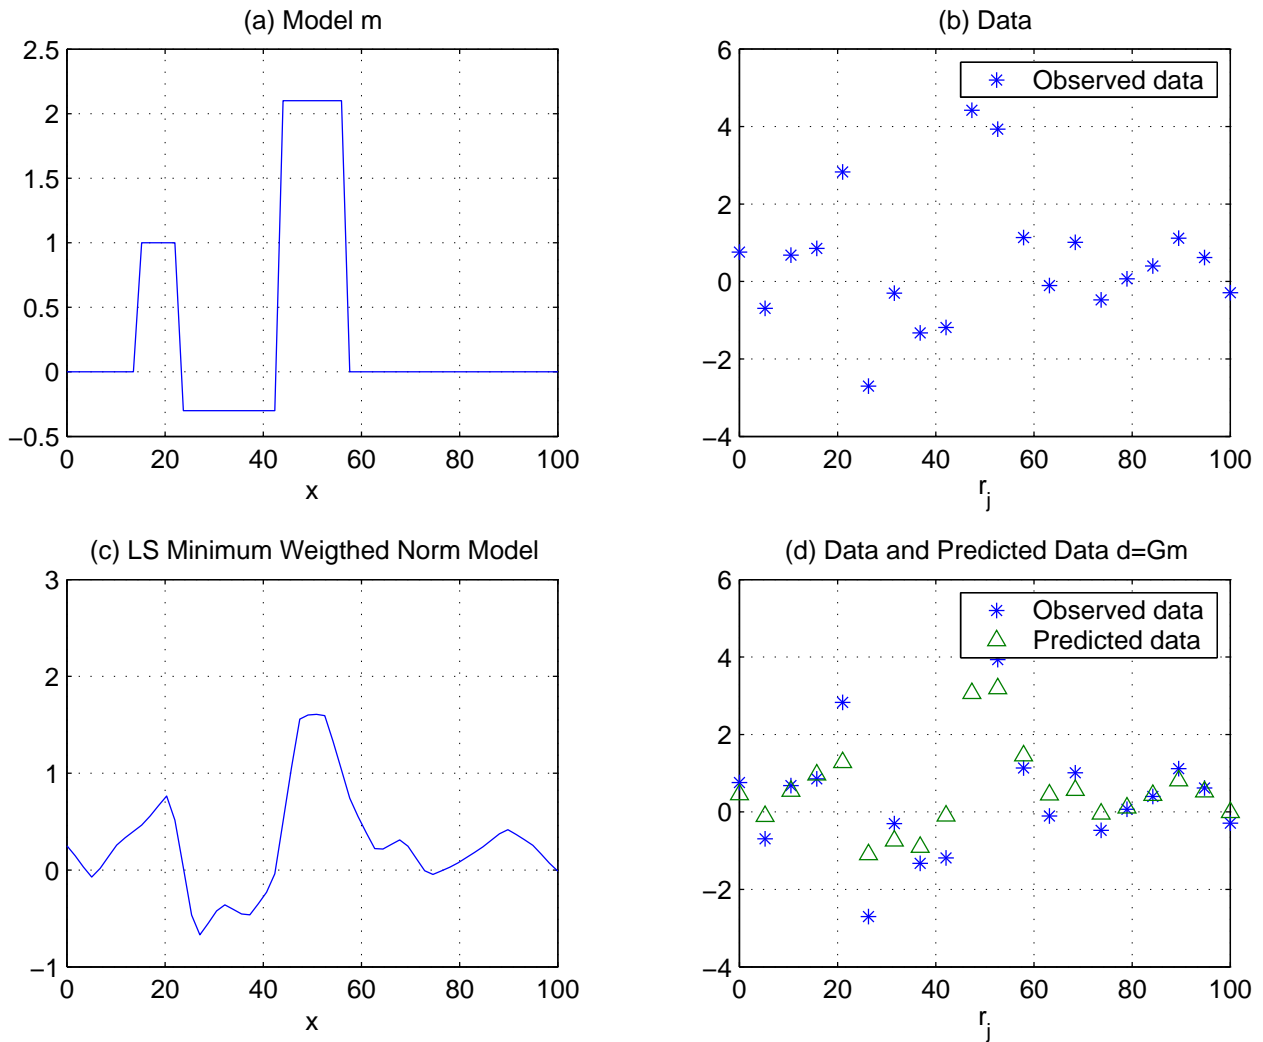 (a) Model m
2.5
2
1.5
1
0.5
0
−0.5
0 20 40 60 80 100
x
(b) Data
Observed data
6
4
2
0
−2
−4
0 20 40 60 80 100
r_j
(c) LS Minimum Weigthed Norm Model
3
2
1
0
−1
0 20 40 60 80 100
x
(d) Data and Predicted Data d=Gm
Observed data
Predicted data
6
4
2
0
−2
−4
0 20 40 60 80 100
r_j